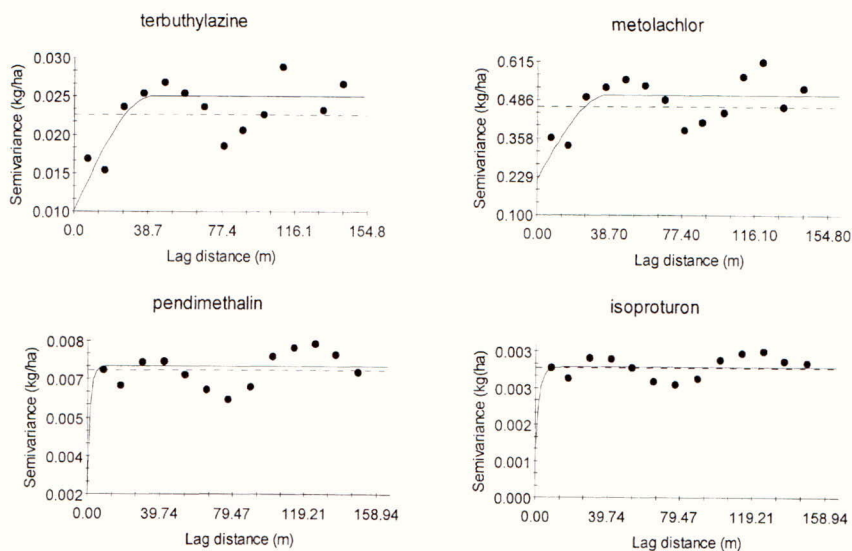 terbuthylazine
Semivariance (kg/ha)
0.030
0.025
0.020
0.015
0.010
0.0 38.7 77.4 116.1 154.8
Lag distance (m)
metolachlor
Semivariance (kg/ha)
0.615
0.486
0.358
0.229
0.100
0.00 38.70 77.40 116.10 154.80
Lag distance (m)
pendimethalin
Semivariance (kg/ha)
0.008
0.007
0.005
0.004
0.002
0.00 39.74 79.47 119.21 158.94
Lag distance (m)
isoproturon
Semivariance (kg(ha)
0.003
0.003
0.002
0.001
0.000
0.00 39.74 79.47 119.21 158.94
Lag distance (m)